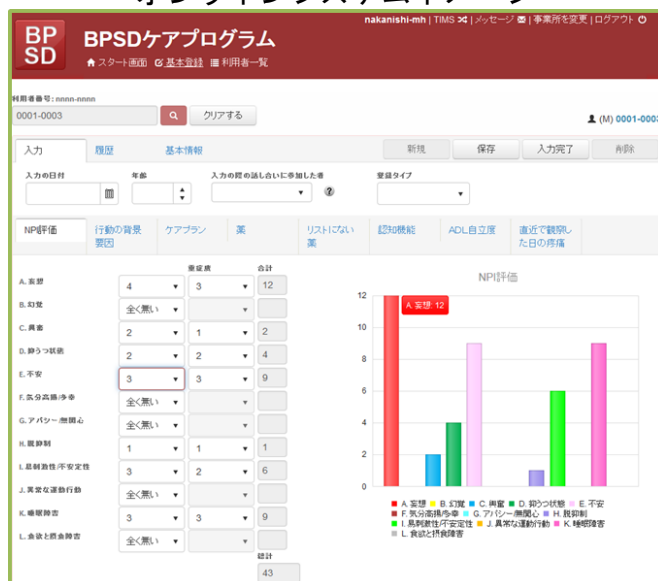 BP
SD
BPSDケアプログラム
nakanishi-mh | TIMS | メッセージ | 事業所を変更 | ログアウト
スタート画面 基本登録 利用者一覧
利用者番号: nnnn-nnnn
0001-0003 クリアする
(M) 0001-0003
入力 履歴 基本情報 新規 保存 入力完了 削除
入力の日付 年齢 入力の際の話し合いに参加した者 登録タイプ
NPI評価 行動の背景要因 ケアプラン 薬 リストにない薬 認知機能 ADL自立度 直近で観察した日の疼痛
重症度 合計
A. 妄想 4 3 12
B. 幻覚 全く無い
C. 興奮 2 1 2
D. 抑うつ状態 2 2 4
E. 不安 3 3 9
F. 気分高揚/多幸 全く無い
G. アパシー/無関心 全く無い
H. 脱抑制 1 1 1
I. 易刺激性/不安定性 3 2 6
J. 異常な運動行動 全く無い
K. 睡眠障害 3 3 9
L. 食欲と摂食障害 全く無い
総計
43
NPI評価
12
10
8
6
4
2
0
A. 妄想: 12
A. 妄想 B. 幻覚 C. 興奮 D. 抑うつ状態 E. 不安
F. 気分高揚/多幸 G. アパシー/無関心 H. 脱抑制
I. 易刺激性/不安定性 J. 異常な運動行動 K. 睡眠障害
L. 食欲と摂食障害